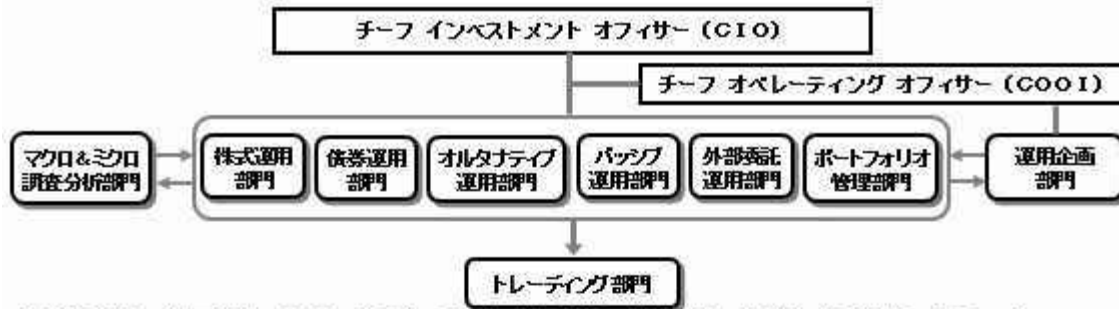 チーフ インベストメント オフィサー (CIO)
チーフ オペレーティング オフィサー (COOI)
マクロ&ミクロ
調査分析部門
株式運用
部門
債券運用
部門
オルタナティブ
運用部門
パッシブ
運用部門
外部委託
運用部門
ポートフォリオ
管理部門
運用企画
部門
トレーディング部門